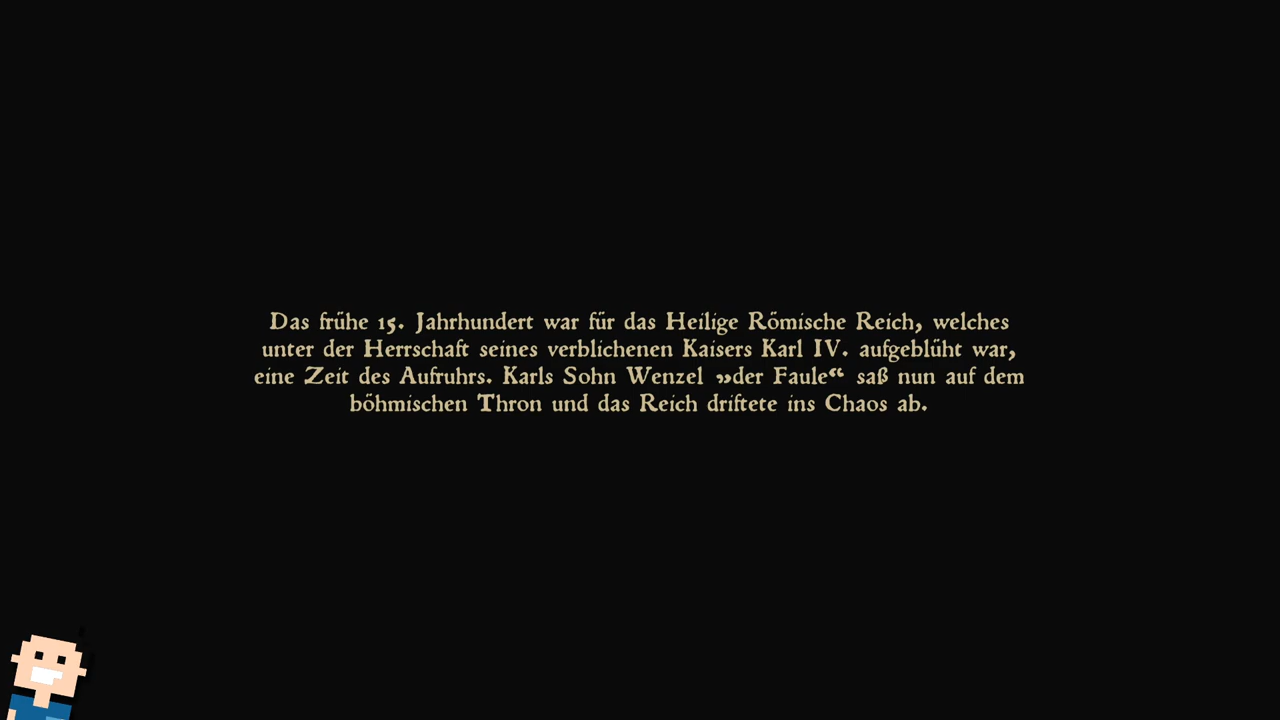 Das frühe 15. Jahrhundert war für das Heilige Römische Reich, welches
unter der Herrschaft seines verblichenen Kaisers Karl IV. aufgeblüht war,
eine Zeit des Aufruhrs. Karls Sohn Wenzel „der Faule“ saß nun auf dem
böhmischen Thron und das Reich driftete ins Chaos ab.